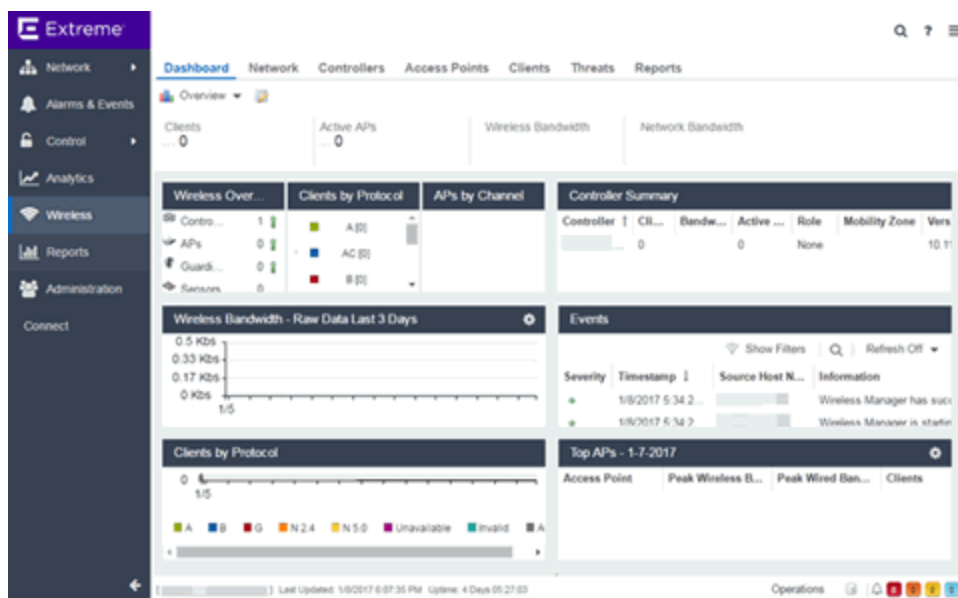 Extreme
Network
Alarms & Events
Control
Analytics
Wireless
Reports
Administration
Connect
Dashboard Network Controllers Access Points Clients Threats Reports
Overview
Clients Active APs Wireless Bandwidth Network Bandwidth
... 0 ... 0
Wireless Over... Clients by Protocol APs by Channel
Contro... 1
APs 0
Guardi... 0
Sensors 0
A [0]
AC [0]
B [0]
Controller Summary
Controller Cli... Bandw... Active ... Role Mobility Zone Vers
... 0 0 None 10.1
Wireless Bandwidth - Raw Data Last 3 Days
0.5 Kbs
0.33 Kbs
0.17 Kbs
0 Kbs
1/5
Events
Show Filters Refresh Off
Severity Timestamp Source Host N... Information
1/8/2017 5:34:2... Wireless Manager has succ
1/8/2017 5:34:2 Wireless Manager is startin
Clients by Protocol
0
1/5
A B G N 2.4 N 5.0 Unavailable Invalid A
Top APs - 1-7-2017
Access Point Peak Wireless B... Peak Wired Ban... Clients
[ ] Last Updated: 1/8/2017 6:07:35 PM Uptime: 4 Days 05:27:03
Operations